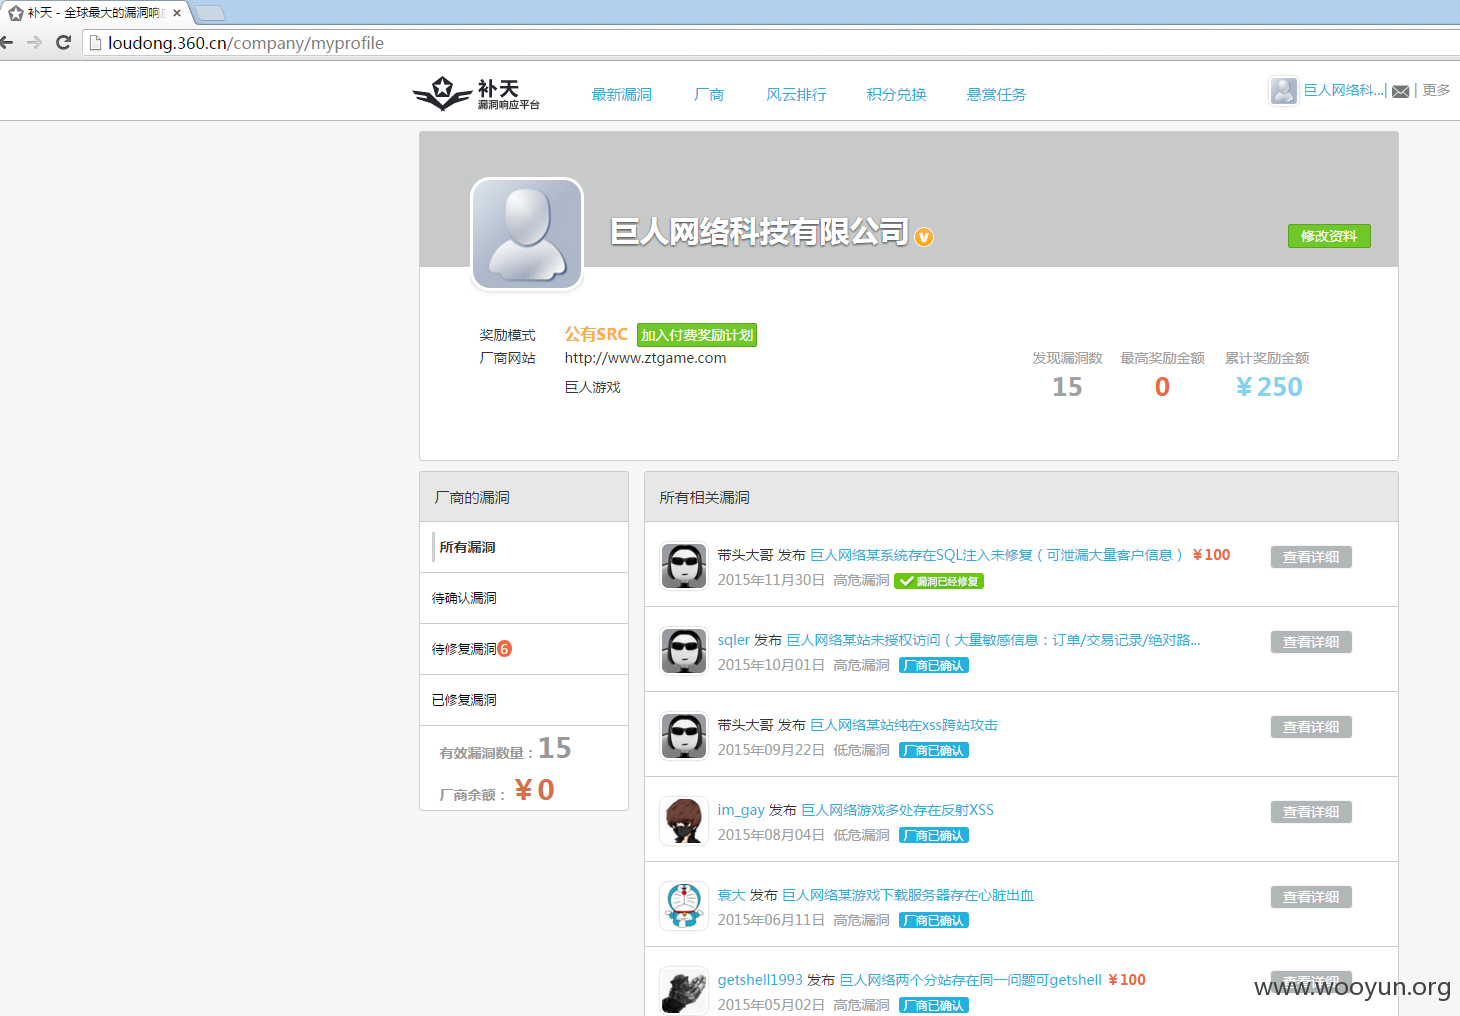 补天 - 全球最大的漏洞响
loudong.360.cn/company/myprofile
补天
漏洞响应平台
最新漏洞 厂商 风云排行 积分兑换 悬赏任务
巨人网络科...| | 更多
巨人网络科技有限公司 V
修改资料
奖励模式 公有SRC 加入付费奖励计划
厂商网站 http://www.ztgame.com
巨人游戏
发现漏洞数 最高奖励金额 累计奖励金额
15 0 ¥250
厂商的漏洞
所有漏洞
待确认漏洞
待修复漏洞6
已修复漏洞
有效漏洞数量：15
厂商余额： ¥0
所有相关漏洞
带头大哥 发布 巨人网络某系统存在SQL注入未修复（可泄漏大量客户信息） ¥100
查看详细
2015年11月30日 高危漏洞 漏洞已经修复
sqler 发布 巨人网络某站未授权访问（大量敏感信息：订单/交易记录/绝对路...
查看详细
2015年10月01日 高危漏洞 厂商已确认
带头大哥 发布 巨人网络某站纯在xss跨站攻击
查看详细
2015年09月22日 低危漏洞 厂商已确认
im_gay 发布 巨人网络游戏多处存在反射XSS
查看详细
2015年08月04日 低危漏洞 厂商已确认
衰大 发布 巨人网络某游戏下载服务器存在心脏出血
查看详细
2015年06月11日 高危漏洞 厂商已确认
getshell1993 发布 巨人网络两个分站存在同一问题可getshell ¥100
查看详细
2015年05月02日 高危漏洞 厂商已确认
www.wooyun.org